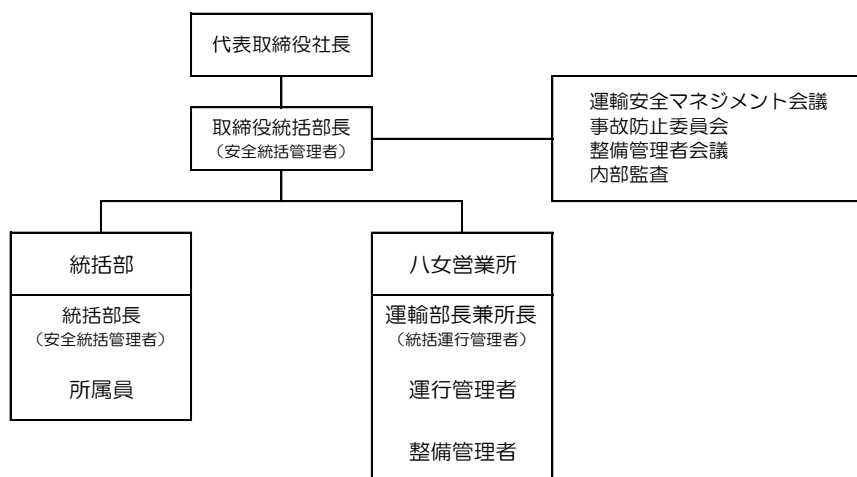 代表取締役社長
取締役統括部長
（安全統括管理者）
運輸安全マネジメント会議
事故防止委員会
整備管理者会議
内部監査
統括部
統括部長
（安全統括管理者）
所属員
八女営業所
運輸部長兼所長
（統括運行管理者）
運行管理者
整備管理者